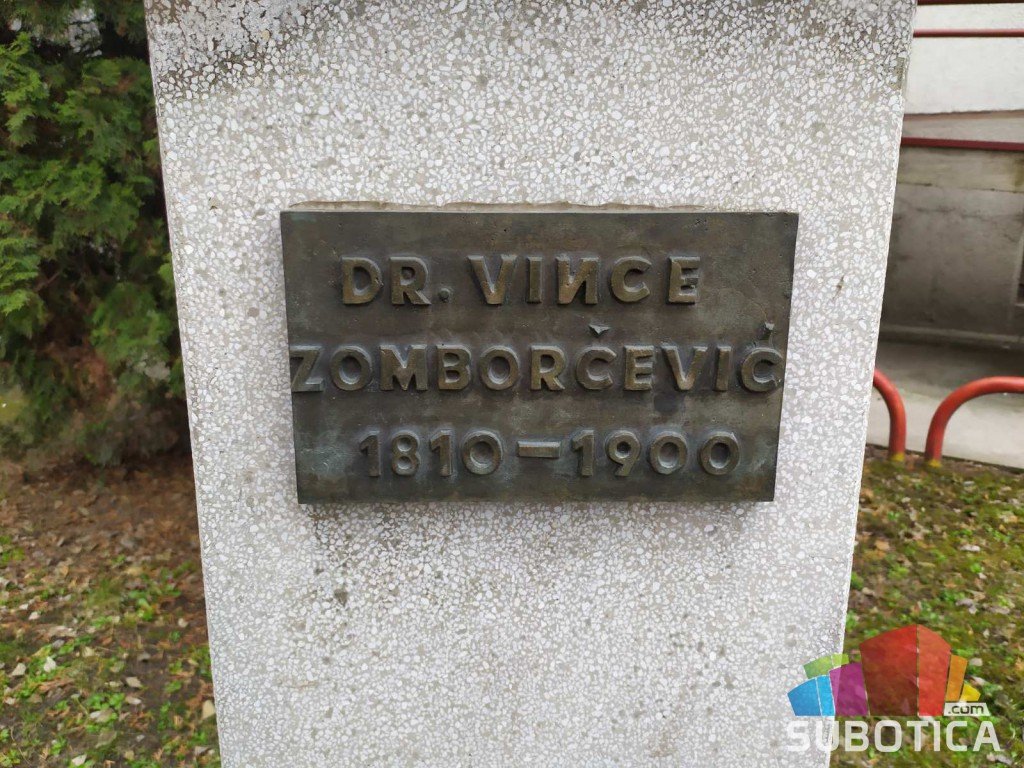 DR. VINCE
ZOMBORČEVIĆ
1810-1900
.com
SUBOTICA